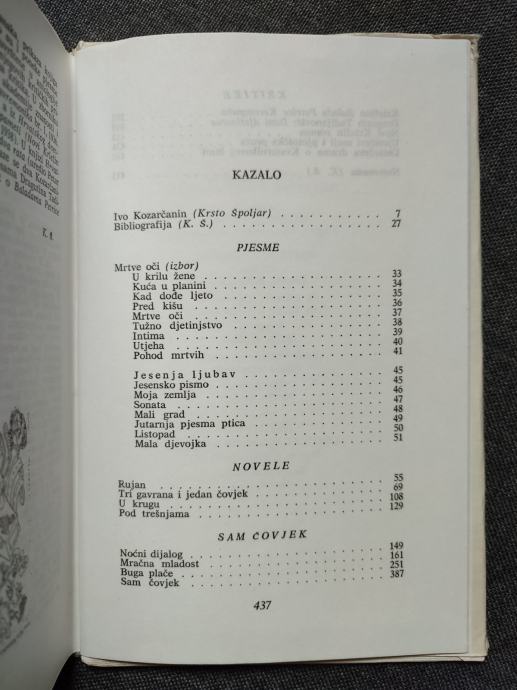 KAZALO
Ivo Kozarčanin (Krsto Špoljar) . . . . . . . . . . . 7
Bibliografija (K. Š.) . . . . . . . . . . . . . . . . 27
PJESME
Mrtve oči (izbor)
U krilu žene . . . . . . . . . . . . . . . . . . 33
Kuća u planini . . . . . . . . . . . . . . . . . 34
Kad dođe ljeto . . . . . . . . . . . . . . . . . 35
Pred kišu . . . . . . . . . . . . . . . . . . . 36
Mrtve oči . . . . . . . . . . . . . . . . . . . 37
Tužno djetinjstvo . . . . . . . . . . . . . . . . 38
Intima . . . . . . . . . . . . . . . . . . . . 39
Utjeha . . . . . . . . . . . . . . . . . . . . 40
Pohod mrtvih . . . . . . . . . . . . . . . . . . 41
Jesenja ljubav . . . . . . . . . . . . . . . . . 45
Jesensko pismo . . . . . . . . . . . . . . . . . 45
Moja zemlja . . . . . . . . . . . . . . . . . . 46
Sonata . . . . . . . . . . . . . . . . . . . . 47
Mali grad . . . . . . . . . . . . . . . . . . . 48
Jutarnja pjesma ptica . . . . . . . . . . . . . . 49
Listopad . . . . . . . . . . . . . . . . . . . 50
Mala djevojka . . . . . . . . . . . . . . . . . . 51
NOVELE
Rujan . . . . . . . . . . . . . . . . . . . . . 55
Tri gavrana i jedan čovjek . . . . . . . . . . . . 69
U krugu . . . . . . . . . . . . . . . . . . . . 108
Pod trešnjama . . . . . . . . . . . . . . . . . . 129
SAM ČOVJEK
Noćni dijalog . . . . . . . . . . . . . . . . . . 149
Mračna mladost . . . . . . . . . . . . . . . . . 161
Buga plače . . . . . . . . . . . . . . . . . . . 251
Sam čovjek . . . . . . . . . . . . . . . . . . . 387
437